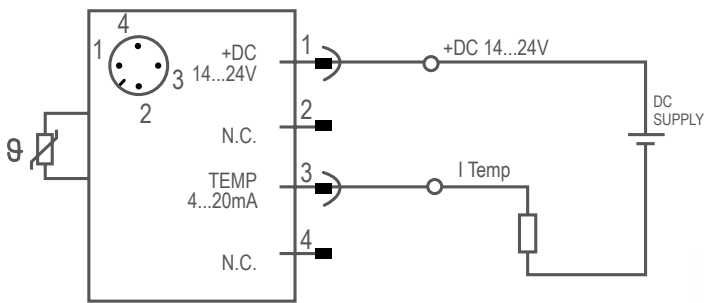 4
1
3
2
ϑ
+DC
14...24V
1
N.C.
2
TEMP
4...20mA
3
N.C.
4
+DC 14...24V
I Temp
DC
SUPPLY